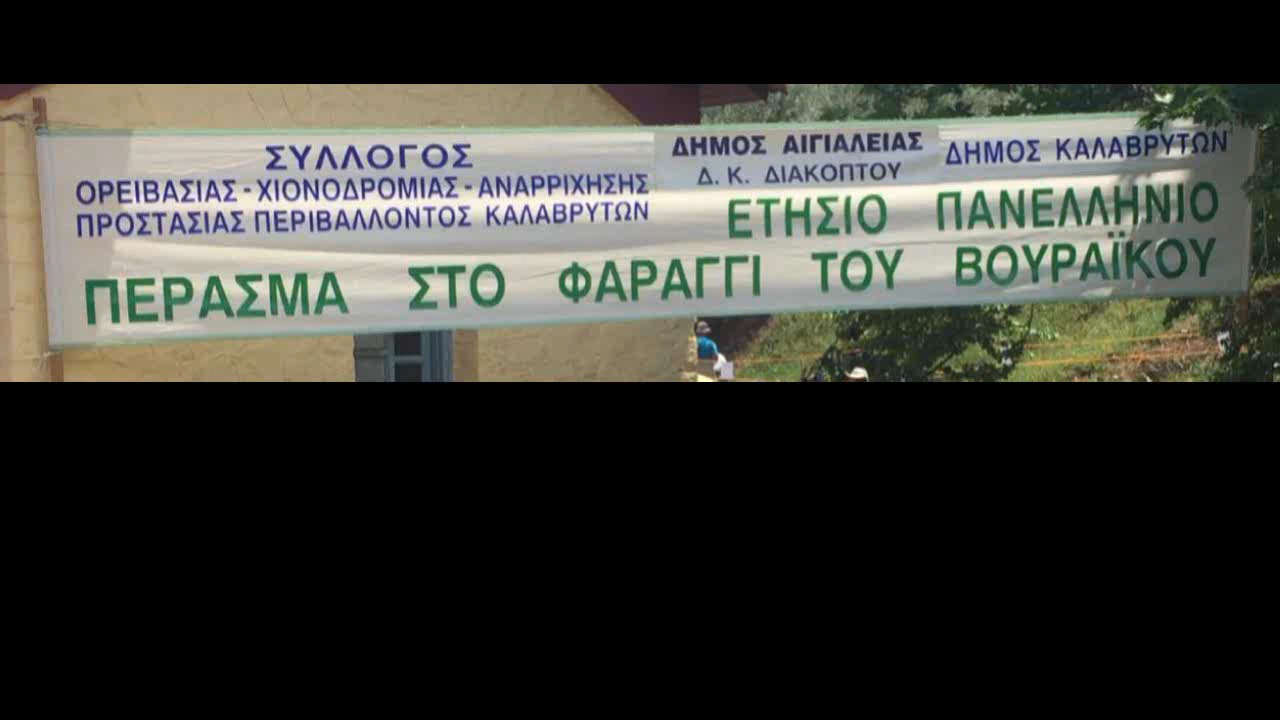 ΣΥΛΛΟΓΟΣ
ΟΡΕΙΒΑΣΙΑΣ - ΧΙΟΝΟΔΡΟΜΙΑΣ - ΑΝΑΡΡΙΧΗΣΗΣ
ΠΡΟΣΤΑΣΙΑΣ ΠΕΡΙΒΑΛΛΟΝΤΟΣ ΚΑΛΑΒΡΥΤΩΝ
ΔΗΜΟΣ ΑΙΓΙΑΛΕΙΑΣ
Δ. Κ. ΔΙΑΚΟΠΤΟΥ
ΔΗΜΟΣ ΚΑΛΑΒΡΥΤΩΝ
ΕΤΗΣΙΟ ΠΑΝΕΛΛΗΝΙΟ
ΠΕΡΑΣΜΑ ΣΤΟ ΦΑΡΑΓΓΙ ΤΟΥ ΒΟΥΡΑΪΚΟΥ